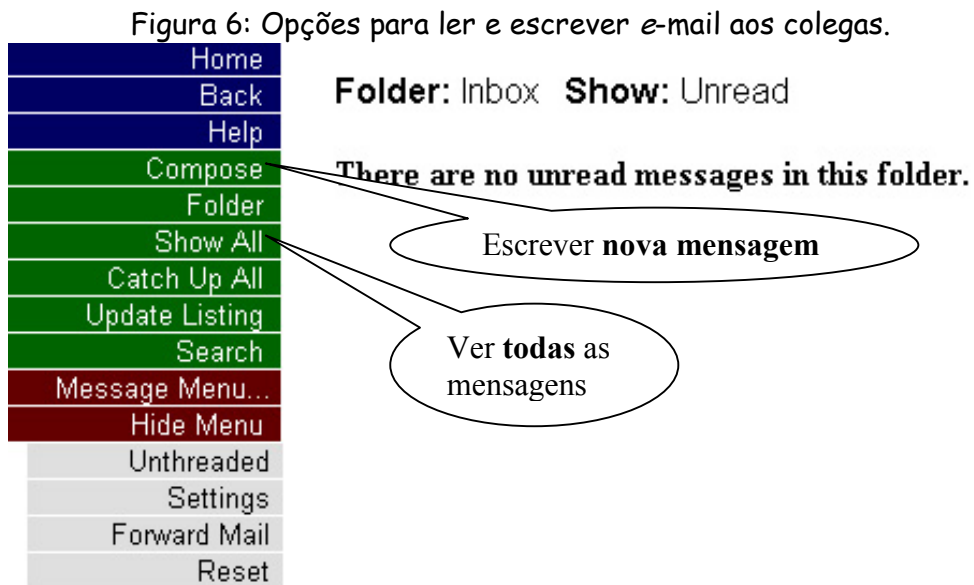 Figura 6: Opções para ler e escrever e-mail aos colegas.
Home
Back
Help
Compose
Folder
Show All
Catch Up All
Update Listing
Search
Message Menu...
Hide Menu
Unthreaded
Settings
Forward Mail
Reset
Folder: Inbox Show: Unread
There are no unread messages in this folder.
Escrever nova mensagem
Ver todas as
mensagens